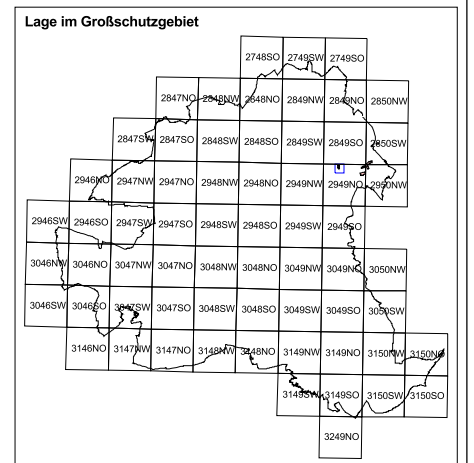 Lage im Großschutzgebiet
2748SO 2749SW 2749SO
2847NO 2848NW 2848NO 2849NW 2849NO 2850NW
2847SW 2847SO 2848SW 2848SO 2849SW 2849SO 2850SW
2946NO 2947NW 2947NO 2948NW 2948NO 2949NW 2949NO 2950NW
2946SW 2946SO 2947SW 2947SO 2948SW 2948SO 2949SW 2949SO
3046NW 3046NO 3047NW 3047NO 3048NW 3048NO 3049NW 3049NO 3050NW
3046SW 3046SO 3047SW 3047SO 3048SW 3048SO 3049SW 3049SO 3050SW
3146NO 3147NW 3147NO 3148NW 3148NO 3149NW 3149NO 3150NW 3150NO
3149SW 3149SO 3150SW 3150SO
3249NO